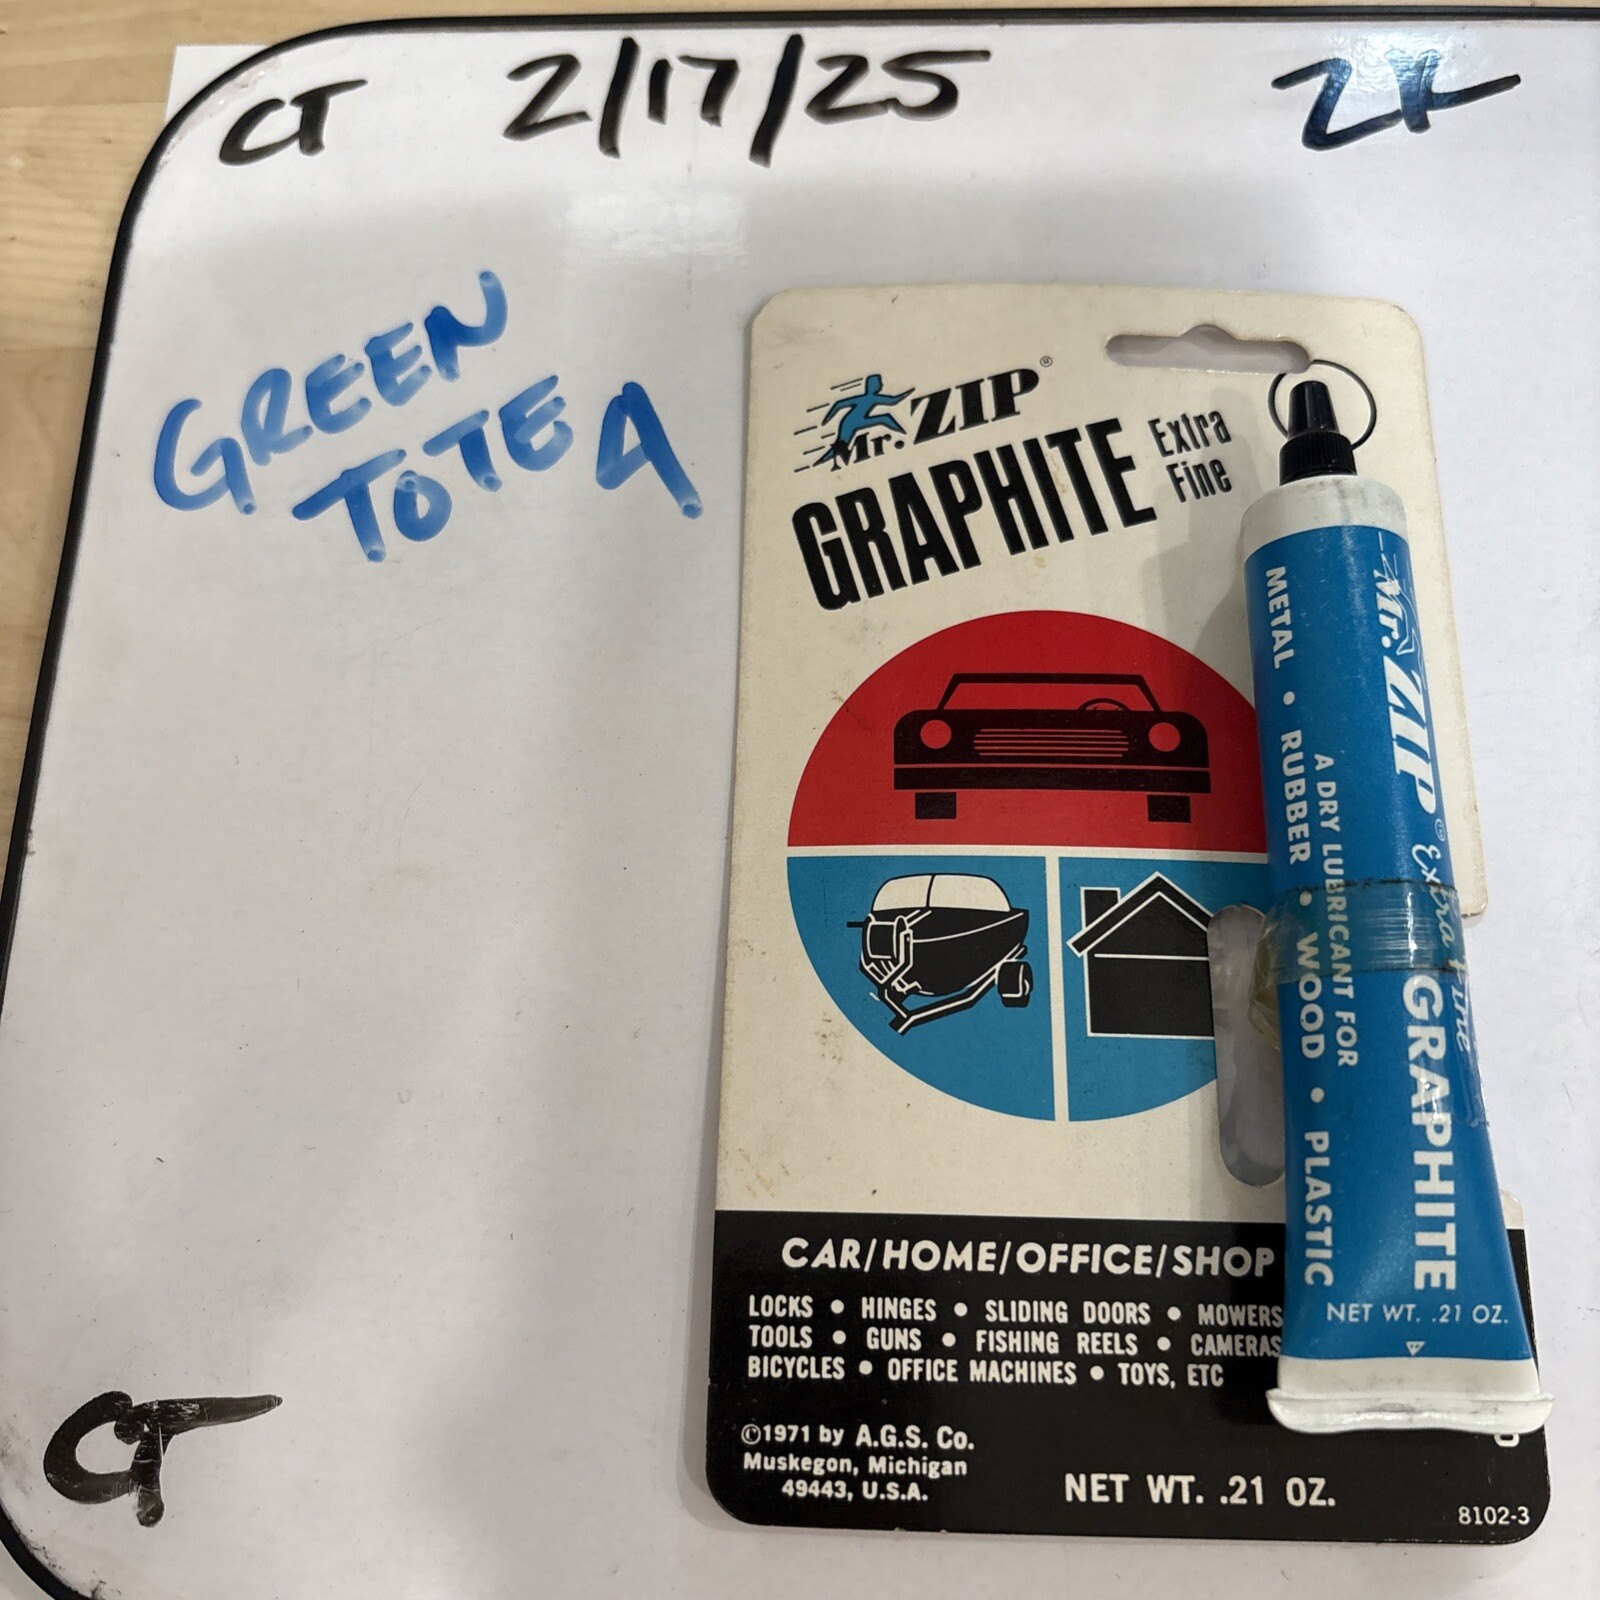 CT 2/17/25 ZK
GREEN
TOTE A
Mr. ZIP®
GRAPHITE Extra
Fine
Mr. ZIP® Extra Fine GRAPHITE
A DRY LUBRICANT FOR
METAL • RUBBER • WOOD • PLASTIC
NET WT. .21 OZ.
CAR/HOME/OFFICE/SHOP
LOCKS • HINGES • SLIDING DOORS • MOWERS
TOOLS • GUNS • FISHING REELS • CAMERAS
BICYCLES • OFFICE MACHINES • TOYS, ETC
©1971 by A.G.S. Co.
Muskegon, Michigan
49443, U.S.A.
NET WT. .21 OZ.
8102-3
CT